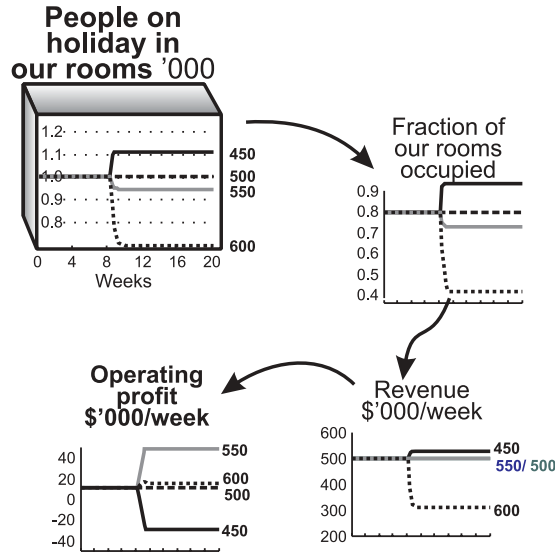 People on
holiday in
our rooms '000
1.2
1.1
1.0
0.9
0.8
450
500
550
600
0 4 8 12 16 20
Weeks
Fraction of
our rooms
occupied
0.9
0.8
0.7
0.6
0.5
0.4
Operating
profit
$'000/week
40
20
0
-20
-40
550
600
500
450
Revenue
$'000/week
600
500
400
300
200
450
550/ 500
600